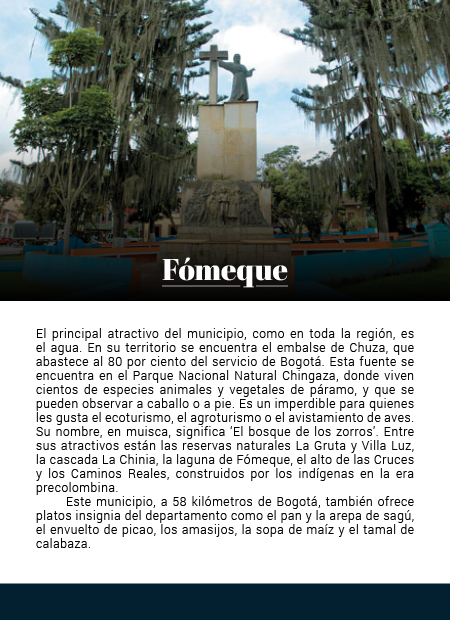 Fómeque
El principal atractivo del municipio, como en toda la región, es
el agua. En su territorio se encuentra el embalse de Chuza, que
abastece al 80 por ciento del servicio de Bogotá. Esta fuente se
encuentra en el Parque Nacional Natural Chingaza, donde viven
cientos de especies animales y vegetales de páramo, y que se
pueden observar a caballo o a pie. Es un imperdible para quienes
les gusta el ecoturismo, el agroturismo o el avistamiento de aves.
Su nombre, en muisca, significa ‘El bosque de los zorros’. Entre
sus atractivos están las reservas naturales La Gruta y Villa Luz,
la cascada La Chinia, la laguna de Fómeque, el alto de las Cruces
y los Caminos Reales, construidos por los indígenas en la era
precolombina.
Este municipio, a 58 kilómetros de Bogotá, también ofrece
platos insignia del departamento como el pan y la arepa de sagú,
el envuelto de picao, los amasijos, la sopa de maíz y el tamal de
calabaza.